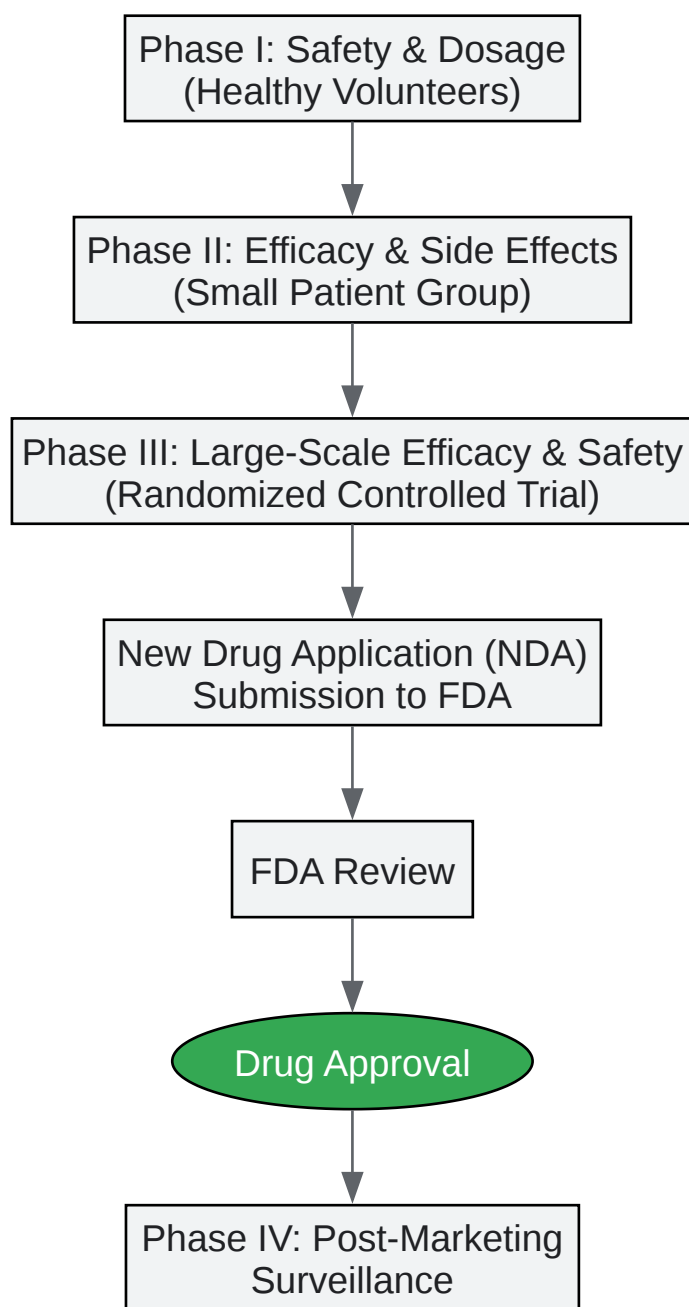 Phase I: Safety & Dosage
(Healthy Volunteers)
Phase II: Efficacy & Side Effects
(Small Patient Group)
Phase III: Large-Scale Efficacy & Safety
(Randomized Controlled Trial)
New Drug Application (NDA)
Submission to FDA
FDA Review
Drug Approval
Phase IV: Post-Marketing
Surveillance